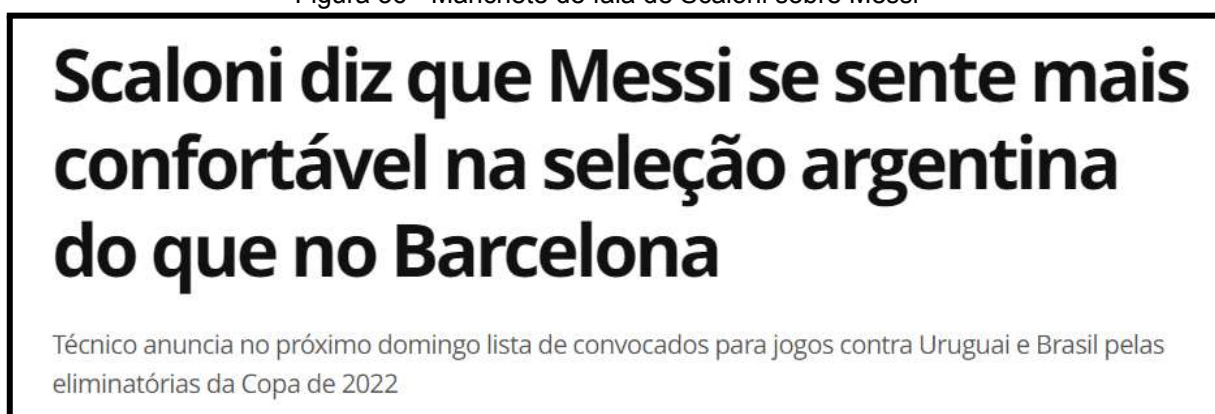 Scaloni diz que Messi se sente mais
confortável na seleção argentina
do que no Barcelona
Técnico anuncia no próximo domingo lista de convocados para jogos contra Uruguai e Brasil pelas
eliminatórias da Copa de 2022